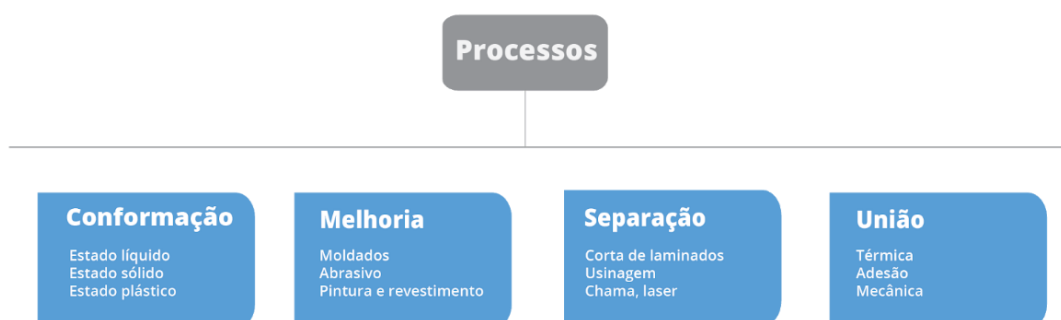 Processos
Conformação
Estado líquido
Estado sólido
Estado plástico
Melhoria
Moldados
Abrasivo
Pintura e revestimento
Separação
Corta de laminados
Usinagem
Chama, laser
União
Térmica
Adesão
Mecânica